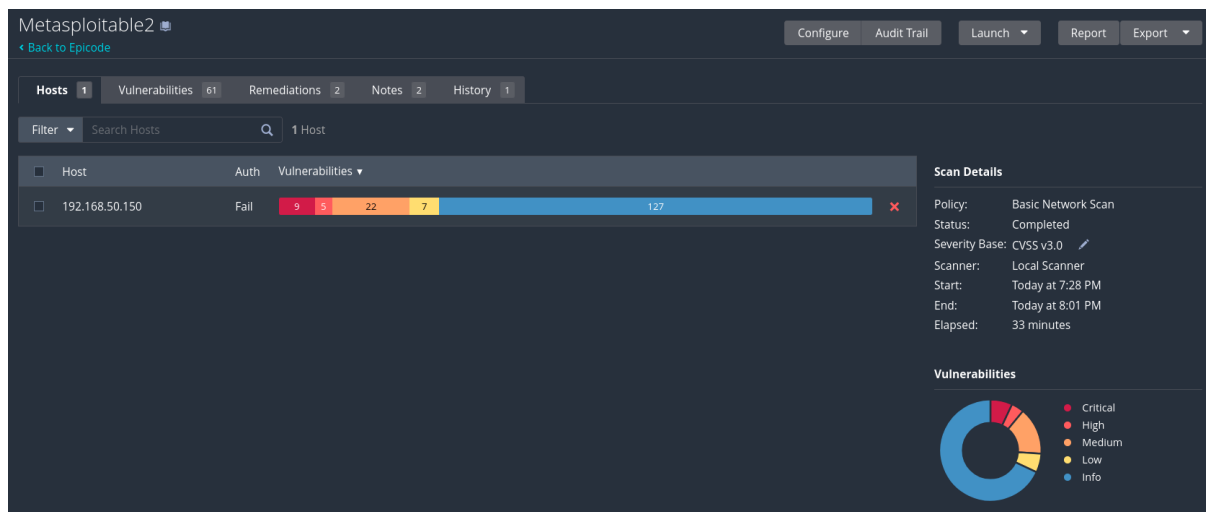 Metasploitable2
Back to Epicode
Configure Audit Trail Launch Report Export
Hosts 1 Vulnerabilities 61 Remediations 2 Notes 2 History 1
Filter Search Hosts 1 Host
Host Auth Vulnerabilities
192.168.50.150 Fail 9 5 22 7 127
Scan Details
Policy: Basic Network Scan
Status: Completed
Severity Base: CVSS v3.0
Scanner: Local Scanner
Start: Today at 7:28 PM
End: Today at 8:01 PM
Elapsed: 33 minutes
Vulnerabilities
Critical
High
Medium
Low
Info